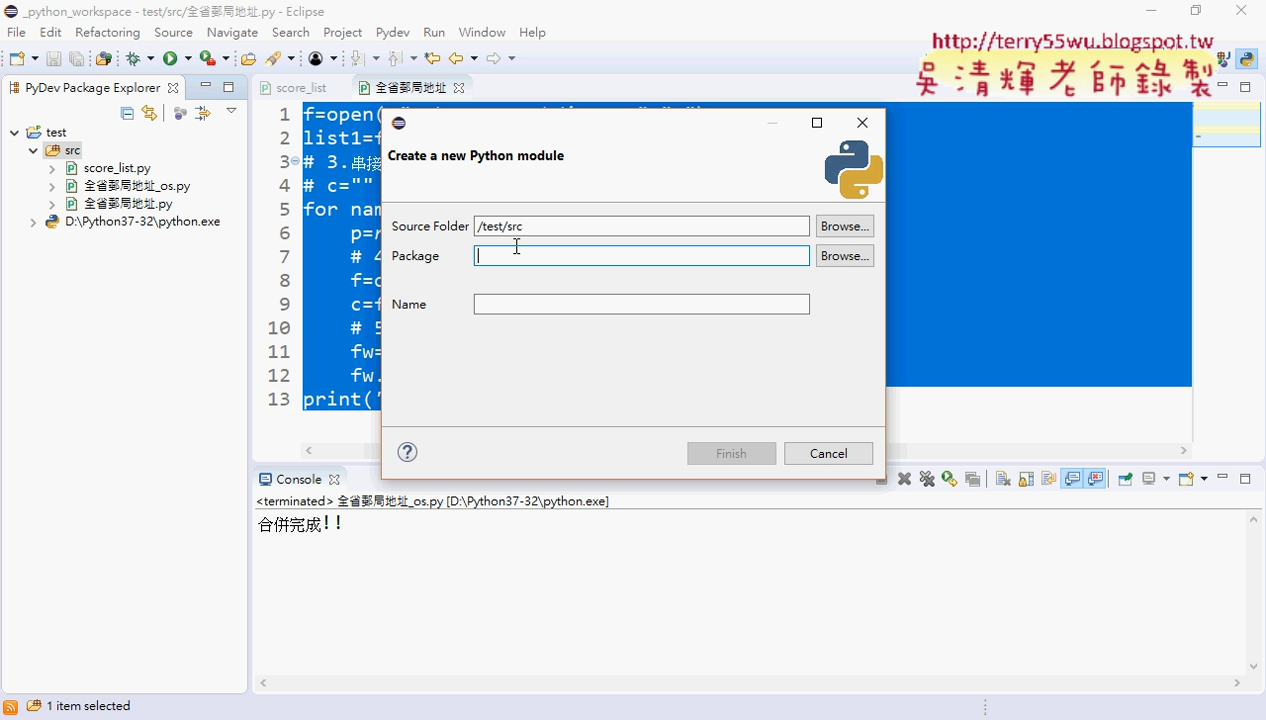 _python_workspace - test/src/全省郵局地址.py - Eclipse
File Edit Refactoring Source Navigate Search Project Pydev Run Window Help
http://terry55wu.blogspot.tw
吳清輝老師錄製
PyDev Package Explorer
score_list
全省郵局地址
test
src
score_list.py
全省郵局地址_os.py
全省郵局地址.py
D:\Python37-32\python.exe
1 f=open(
2 list1=f
3 # 3.串接
4 # c=""
5 for nam
6 p=r
7 # 4
8 f=o
9 c=f
10 # 5
11 fw=
12 fw.
13 print(
Create a new Python module
Source Folder /test/src Browse...
Package Browse...
Name
Finish Cancel
Console
<terminated> 全省郵局地址_os.py [D:\Python37-32\python.exe]
合併完成!!
1 item selected